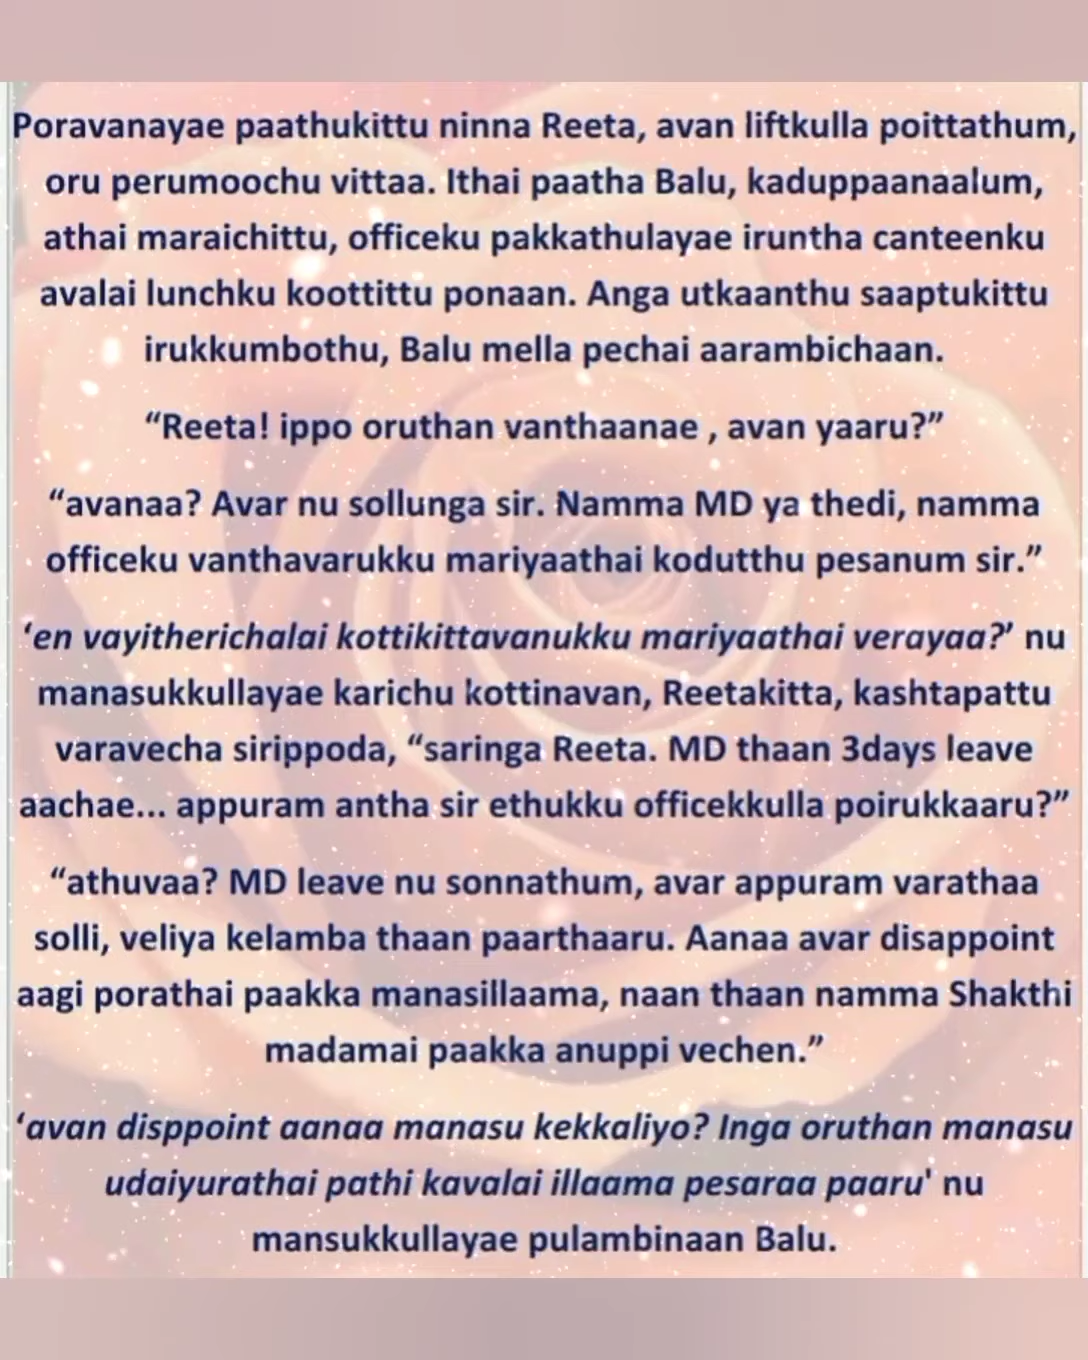 Poravanayae paathukittu ninna Reeta, avan liftkulla poittathum,
oru perumoochu vittaa. Ithai paatha Balu, kaduppaanaalum,
athai maraichittu, officeku pakkathulayae iruntha canteenku
avalai lunchku koottittu ponaan. Anga utkaanthu saaptukittu
irukkumbothu, Balu mella pechai aarambichaan.
“Reeta! ippo oruthan vanthaanae , avan yaaru?”
“avanaa? Avar nu sollunga sir. Namma MD ya thedi, namma
officeku vanthavarukku mariyaathai kodutthu pesanum sir.”
‘en vayitherichalai kottikittavanukku mariyaathai verayaa?’ nu
manasukkullayae karichu kottinavan, Reetakitta, kashtapattu
varavecha sirippoda, “saringa Reeta. MD thaan 3days leave
aachae... appuram antha sir ethukku officekkulla poirukkaaru?”
“athuvaa? MD leave nu sonnathum, avar appuram varathaa
solli, veliya kelamba thaan paarthaaru. Aanaa avar disappoint
aagi porathai paakka manasillaama, naan thaan namma Shakthi
madamai paakka anuppi vechen.”
‘avan disppoint aanaa manasu kekkaliyo? Inga oruthan manasu
udaiyurathai pathi kavalai illaama pesaraa paaru' nu
mansukkullayae pulambinaan Balu.